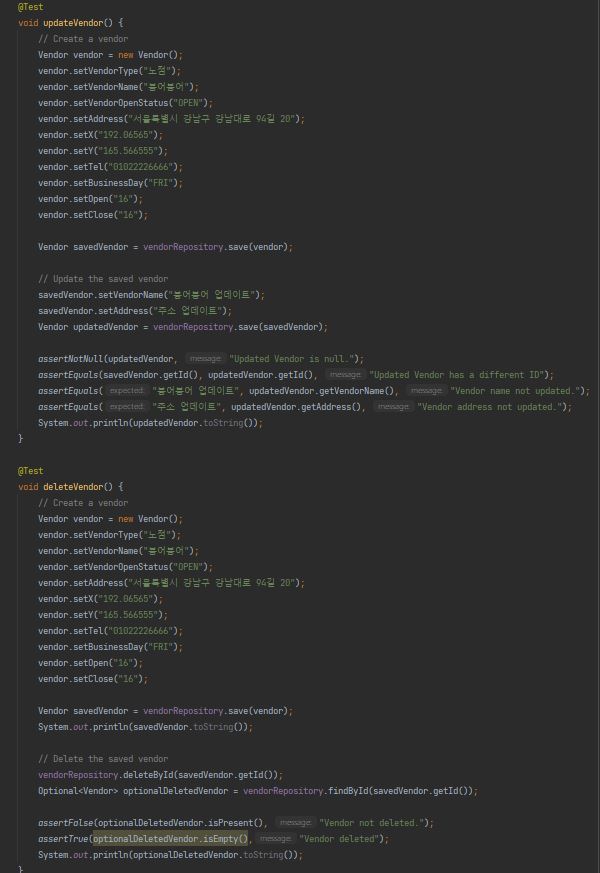 @Test
void updateVendor() {
// Create a vendor
Vendor vendor = new Vendor();
vendor.setVendorType("노점");
vendor.setVendorName("붕어붕어");
vendor.setVendorOpenStatus("OPEN");
vendor.setAddress("서울특별시 강남구 강남대로 94길 20");
vendor.setX("192.06565");
vendor.setY("165.566555");
vendor.setTel("01022226666");
vendor.setBusinessDay("FRI");
vendor.setOpen("16");
vendor.setClose("16");
Vendor savedVendor = vendorRepository.save(vendor);
// Update the saved vendor
savedVendor.setVendorName("붕어붕어 업데이트");
savedVendor.setAddress("주소 업데이트");
Vendor updatedVendor = vendorRepository.save(savedVendor);
assertNotNull(updatedVendor, message: "Updated Vendor is null.");
assertEquals(savedVendor.getId(), updatedVendor.getId(), message: "Updated Vendor has a different ID");
assertEquals( expected: "붕어붕어 업데이트", updatedVendor.getVendorName(), message: "Vendor name not updated.");
assertEquals( expected: "주소 업데이트", updatedVendor.getAddress(), message: "Vendor address not updated.");
System.out.println(updatedVendor.toString());
}
@Test
void deleteVendor() {
// Create a vendor
Vendor vendor = new Vendor();
vendor.setVendorType("노점");
vendor.setVendorName("붕어붕어");
vendor.setVendorOpenStatus("OPEN");
vendor.setAddress("서울특별시 강남구 강남대로 94길 20");
vendor.setX("192.06565");
vendor.setY("165.566555");
vendor.setTel("01022226666");
vendor.setBusinessDay("FRI");
vendor.setOpen("16");
vendor.setClose("16");
Vendor savedVendor = vendorRepository.save(vendor);
System.out.println(savedVendor.toString());
// Delete the saved vendor
vendorRepository.deleteById(savedVendor.getId());
Optional<Vendor> optionalDeletedVendor = vendorRepository.findById(savedVendor.getId());
assertFalse(optionalDeletedVendor.isPresent(), message: "Vendor not deleted.");
assertTrue(optionalDeletedVendor.isEmpty(), message: "Vendor deleted");
System.out.println(optionalDeletedVendor.toString());
}